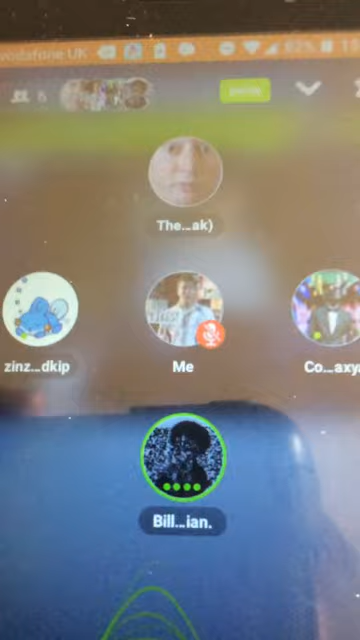 vodafone UK
The...ak)
zinz...dkip
Me
Co...axy
Bill...ian.